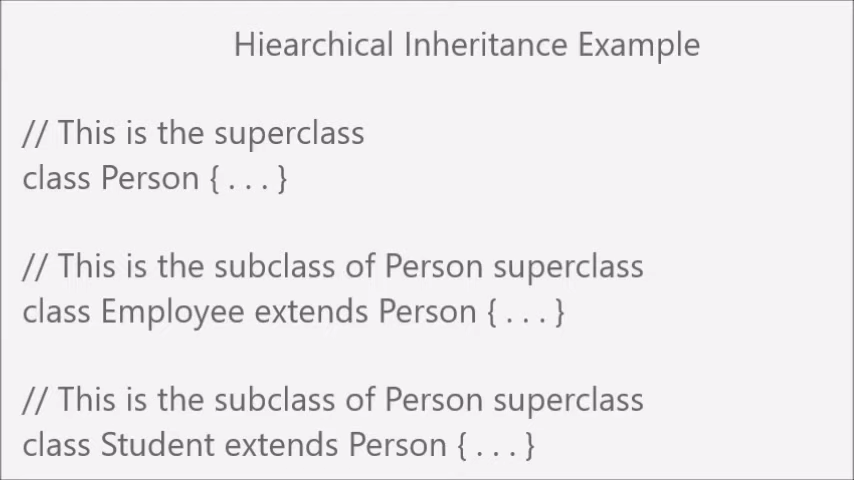 Hiearchical Inheritance Example
// This is the superclass
class Person { . . . }
// This is the subclass of Person superclass
class Employee extends Person { . . . }
// This is the subclass of Person superclass
class Student extends Person { . . . }